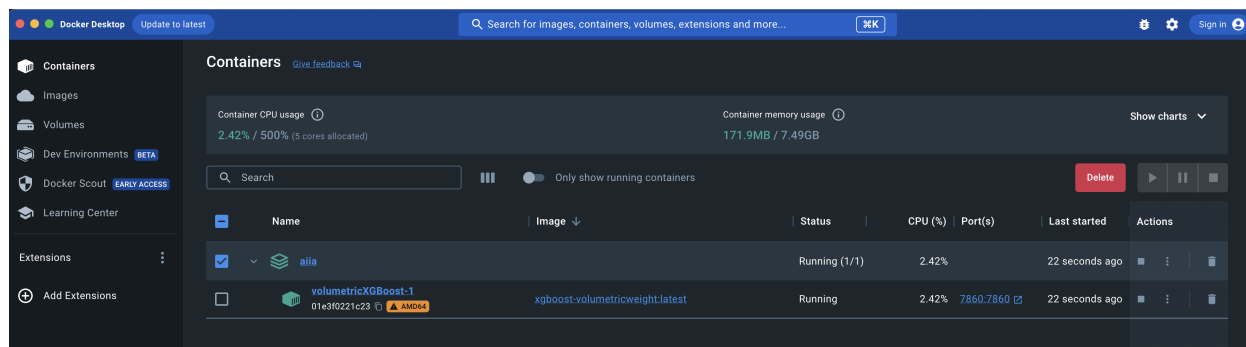 Docker Desktop Update to latest Search for images, containers, volumes, extensions and more... ⌘K Sign in
Containers
Images
Volumes
Dev Environments BETA
Docker Scout EARLY ACCESS
Learning Center
Extensions
Add Extensions
Containers Give feedback
Container CPU usage
2.42% / 500% (5 cores allocated)
Container memory usage
171.9MB / 7.49GB
Show charts
Search
Only show running containers
Delete
Name Image Status CPU (%) Port(s) Last started Actions
aiia Running (1/1) 2.42% 22 seconds ago
volumetricXGBoost-1 xgboost-volumetricweight:latest Running 2.42% 7860:7860 22 seconds ago
01e3f0221c23 AMD64